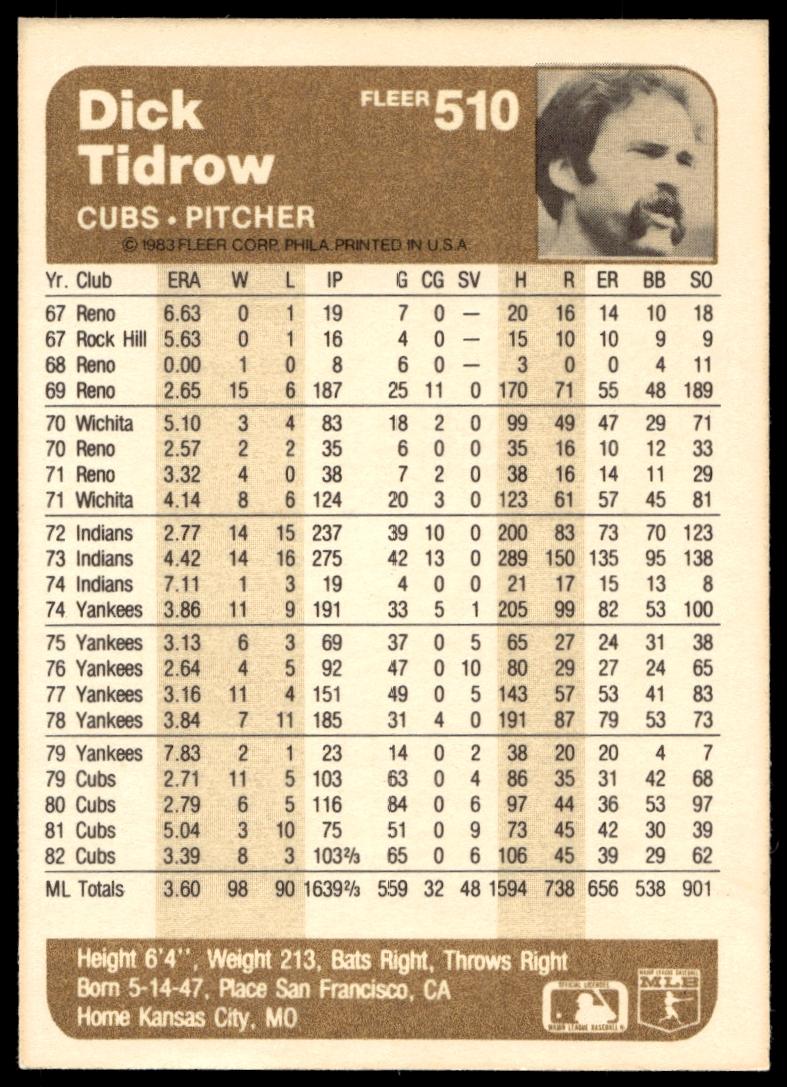 Dick
Tidrow
FLEER 510
CUBS • PITCHER
© 1983 FLEER CORP. PHILA. PRINTED IN U.S.A.
Yr. Club ERA W L IP G CG SV H R ER BB SO
67 Reno 6.63 0 1 19 7 0 — 20 16 14 10 18
67 Rock Hill 5.63 0 1 16 4 0 — 15 10 10 9 9
68 Reno 0.00 1 0 8 6 0 — 3 0 0 4 11
69 Reno 2.65 15 6 187 25 11 0 170 71 55 48 189
70 Wichita 5.10 3 4 83 18 2 0 99 49 47 29 71
70 Reno 2.57 2 2 35 6 0 0 35 16 10 12 33
71 Reno 3.32 4 0 38 7 2 0 38 16 14 11 29
71 Wichita 4.14 8 6 124 20 3 0 123 61 57 45 81
72 Indians 2.77 14 15 237 39 10 0 200 83 73 70 123
73 Indians 4.42 14 16 275 42 13 0 289 150 135 95 138
74 Indians 7.11 1 3 19 4 0 0 21 17 15 13 8
74 Yankees 3.86 11 9 191 33 5 1 205 99 82 53 100
75 Yankees 3.13 6 3 69 37 0 5 65 27 24 31 38
76 Yankees 2.64 4 5 92 47 0 10 80 29 27 24 65
77 Yankees 3.16 11 4 151 49 0 5 143 57 53 41 83
78 Yankees 3.84 7 11 185 31 4 0 191 87 79 53 73
79 Yankees 7.83 2 1 23 14 0 2 38 20 20 4 7
79 Cubs 2.71 11 5 103 63 0 4 86 35 31 42 68
80 Cubs 2.79 6 5 116 84 0 6 97 44 36 53 97
81 Cubs 5.04 3 10 75 51 0 9 73 45 42 30 39
82 Cubs 3.39 8 3 103⅔ 65 0 6 106 45 39 29 62
ML Totals 3.60 98 90 1639⅔ 559 32 48 1594 738 656 538 901
Height 6'4'', Weight 213, Bats Right, Throws Right
Born 5-14-47, Place San Francisco, CA
Home Kansas City, MO
OFFICIAL LICENSEE
MAJOR LEAGUE BASEBALL
MAJOR LEAGUE BASEBALL
MLB